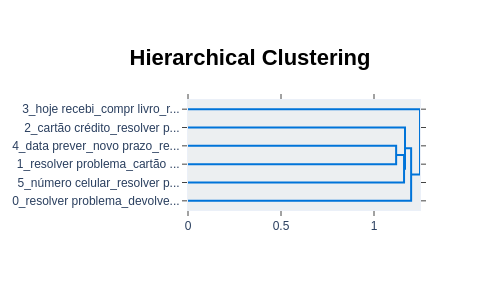 Hierarchical Clustering
3_hoje recebi_compr livro_r...
2_cartão crédito_resolver p...
4_data prever_novo prazo_re...
1_resolver problema_cartão ...
5_número celular_resolver p...
0_resolver problema_devolve...
0 0.5 1